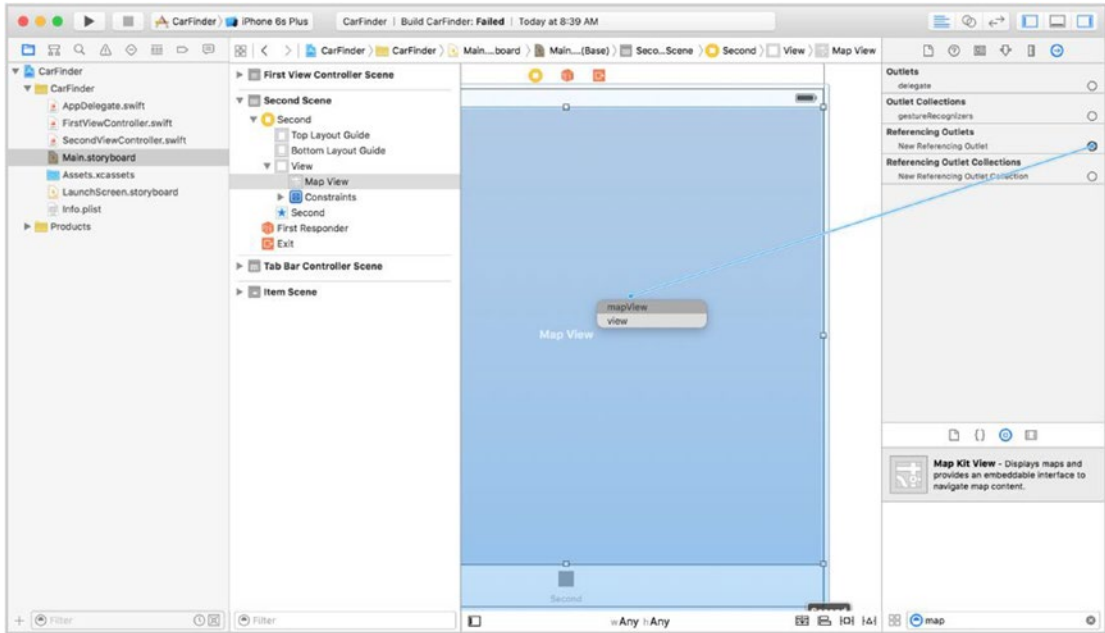 CarFinder
iPhone 6s Plus
CarFinder | Build CarFinder: Failed | Today at 8:39 AM
CarFinder
CarFinder
Main....board
Main....(Base)
Seco...Scene
Second
View
Map View
CarFinder
CarFinder
AppDelegate.swift
FirstViewController.swift
SecondViewController.swift
Main.storyboard
Assets.xcassets
LaunchScreen.storyboard
Info.plist
Products
Filter
First View Controller Scene
Second Scene
Second
Top Layout Guide
Bottom Layout Guide
View
Map View
Constraints
Second
First Responder
Exit
Tab Bar Controller Scene
Item Scene
Filter
mapView
view
Map View
Second
wAny hAny
Outlets
delegate
Outlet Collections
gestureRecognizers
Referencing Outlets
New Referencing Outlet
Referencing Outlet Collections
New Referencing Outlet Collection
Map Kit View - Displays maps and
provides an embeddable interface to
navigate map content.
map